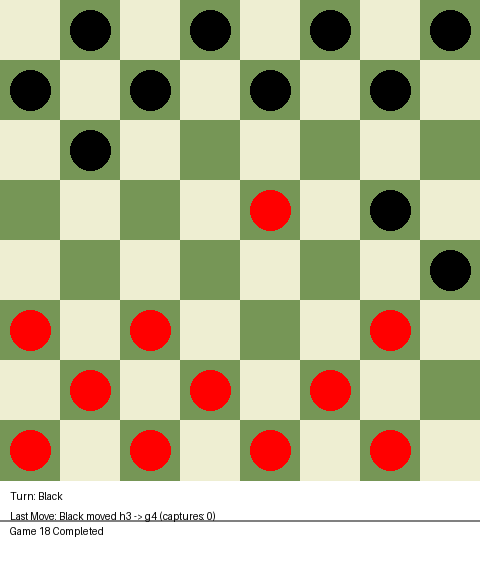 Turn: Black
Last Move: Black moved h3 -> g4 (captures: 0)
Game 18 Completed